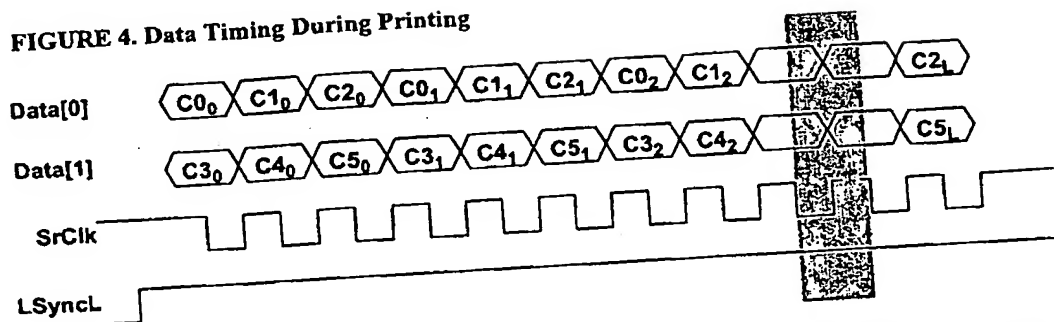 FIGURE 4. Data Timing During Printing
Data[0] C0₀ C1₀ C2₀ C0₁ C1₁ C2₁ C0₂ C1₂ C2L
Data[1] C3₀ C4₀ C5₀ C3₁ C4₁ C5₁ C3₂ C4₂ C5L
SrClk
LSyncL